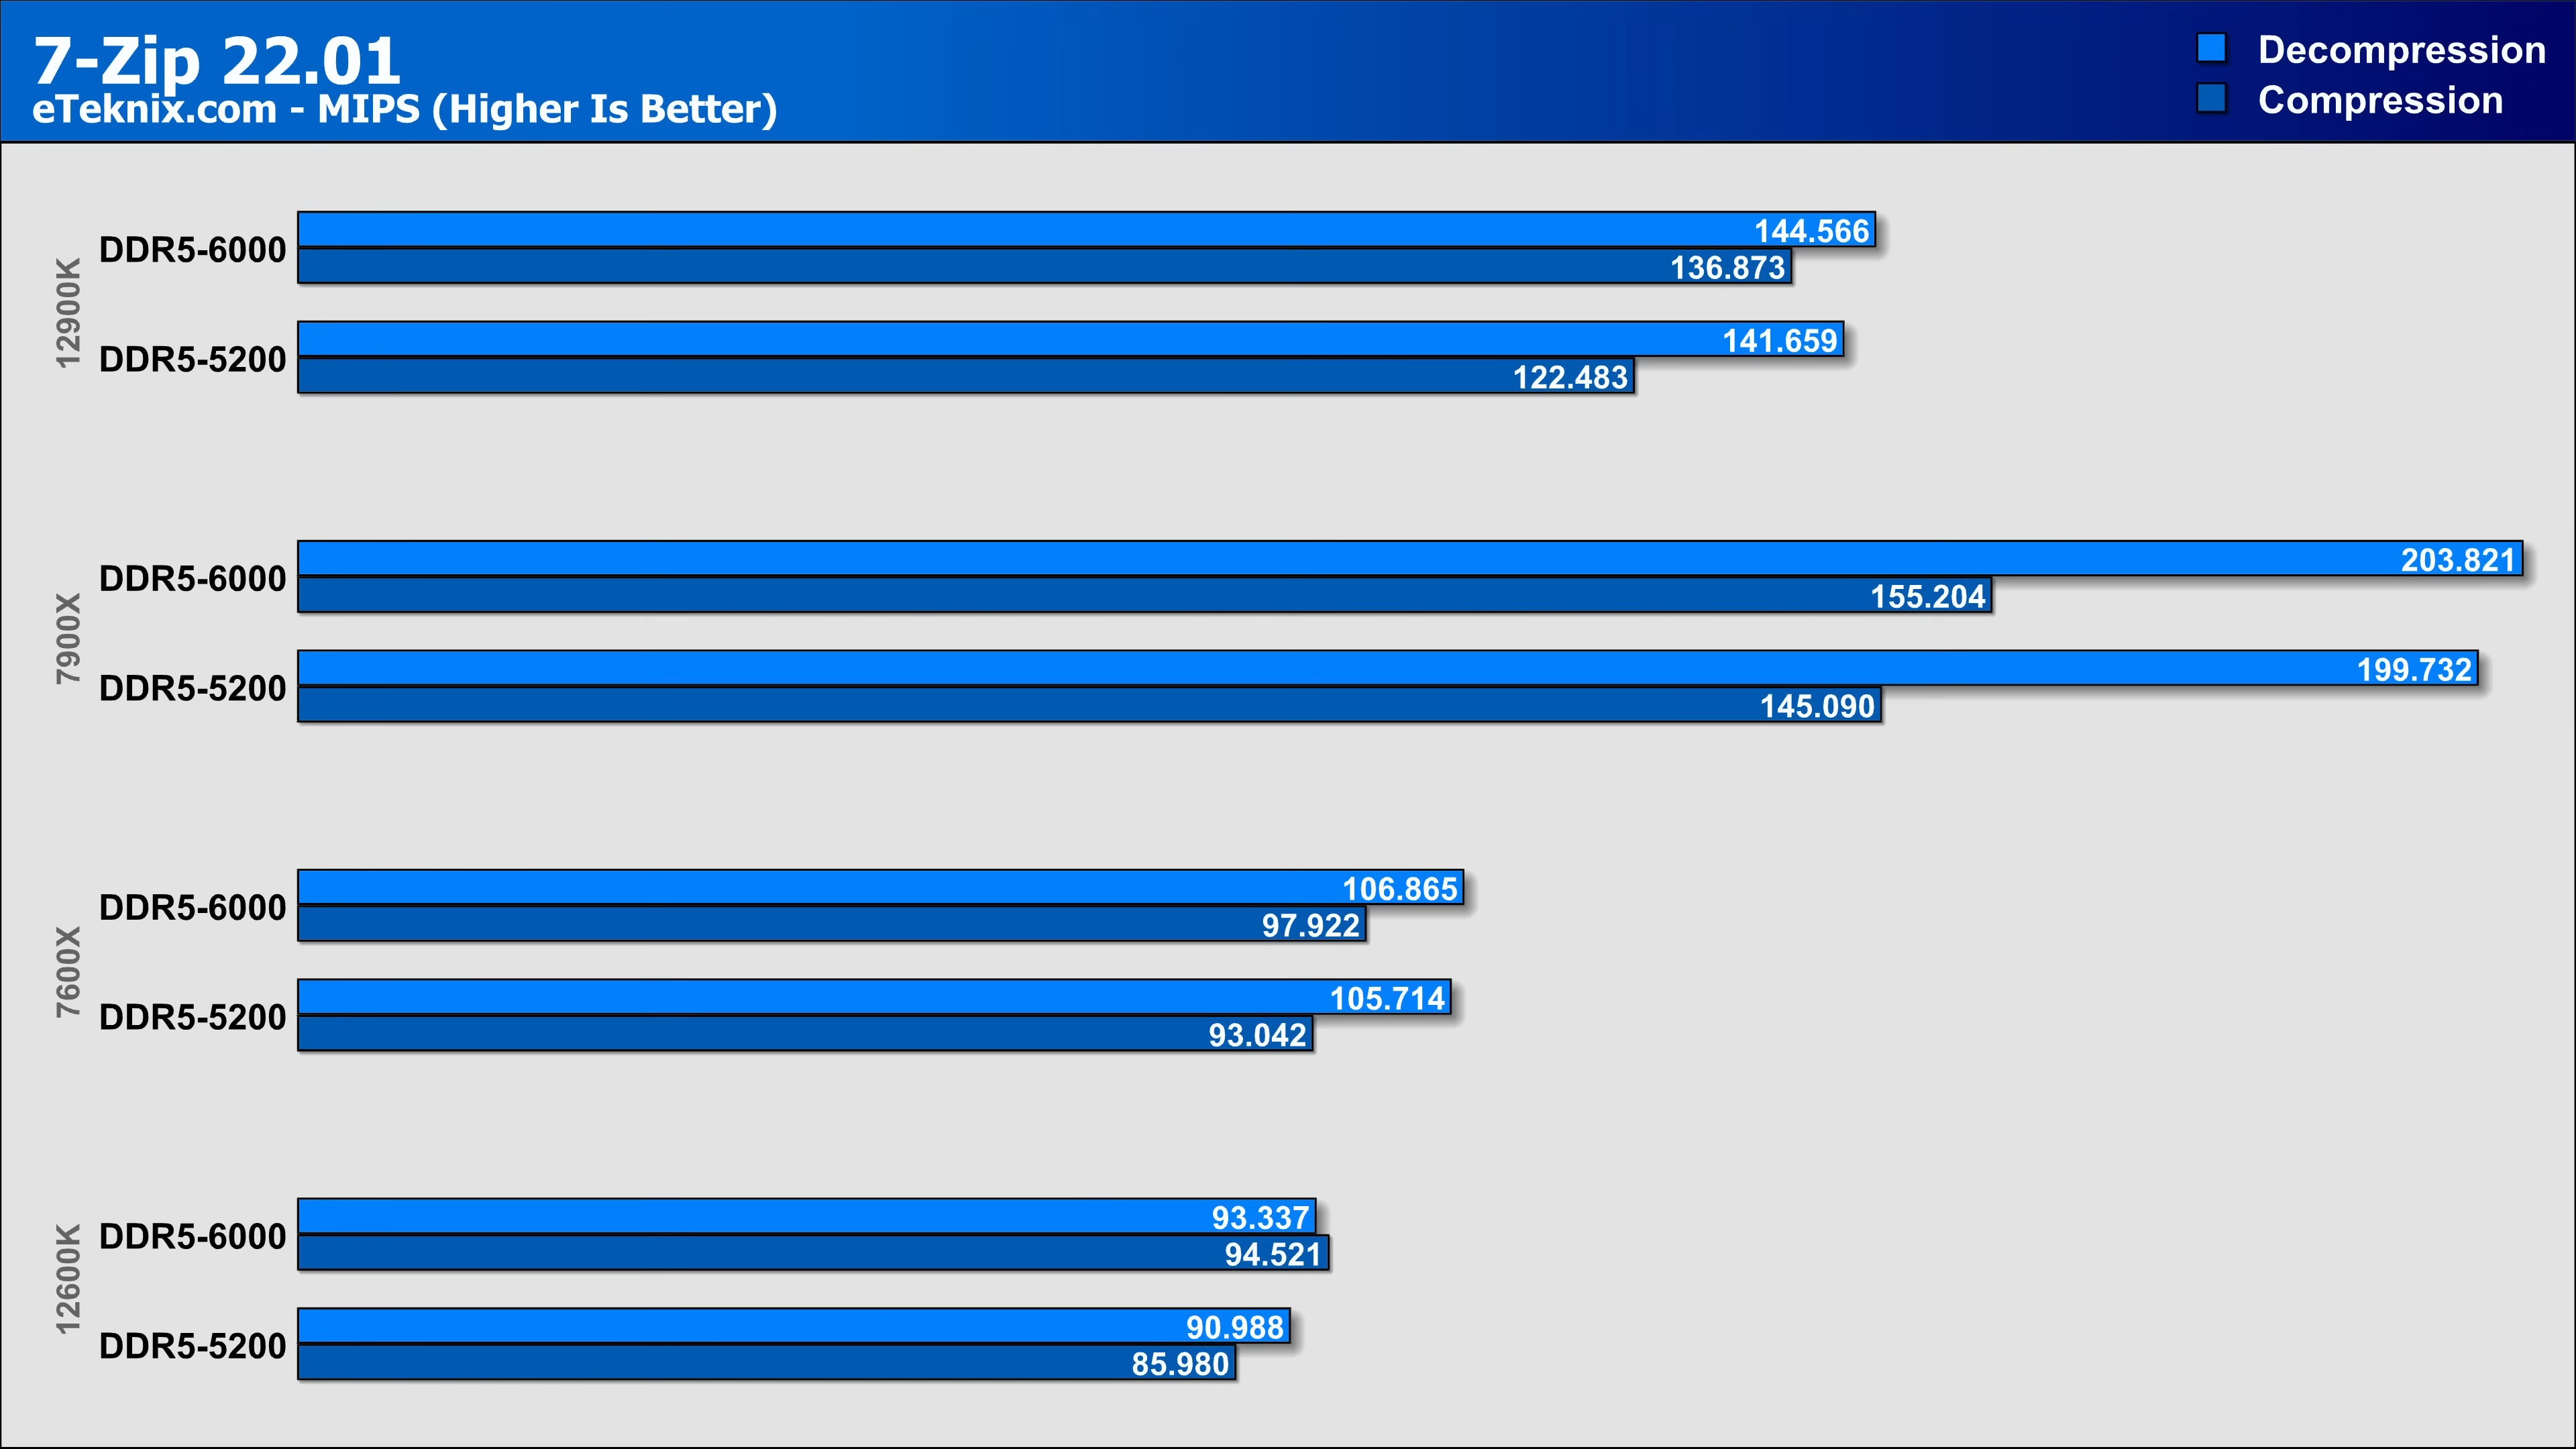 7-Zip 22.01
eTeknix.com - MIPS (Higher Is Better)
Decompression
Compression
12900K
DDR5-6000
144.566
136.873
DDR5-5200
141.659
122.483
7900X
DDR5-6000
203.821
155.204
DDR5-5200
199.732
145.090
7600X
DDR5-6000
106.865
97.922
DDR5-5200
105.714
93.042
12600K
DDR5-6000
93.337
94.521
DDR5-5200
90.988
85.980